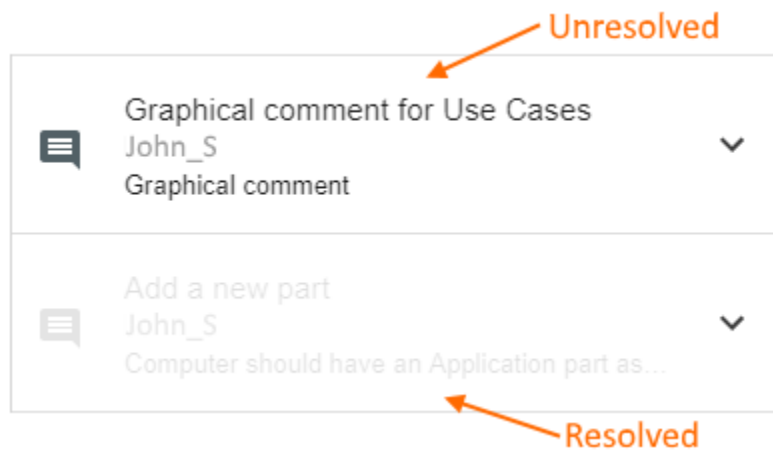 Unresolved
Graphical comment for Use Cases
John_S
Graphical comment
Add a new part
John_S
Computer should have an Application part as...
Resolved